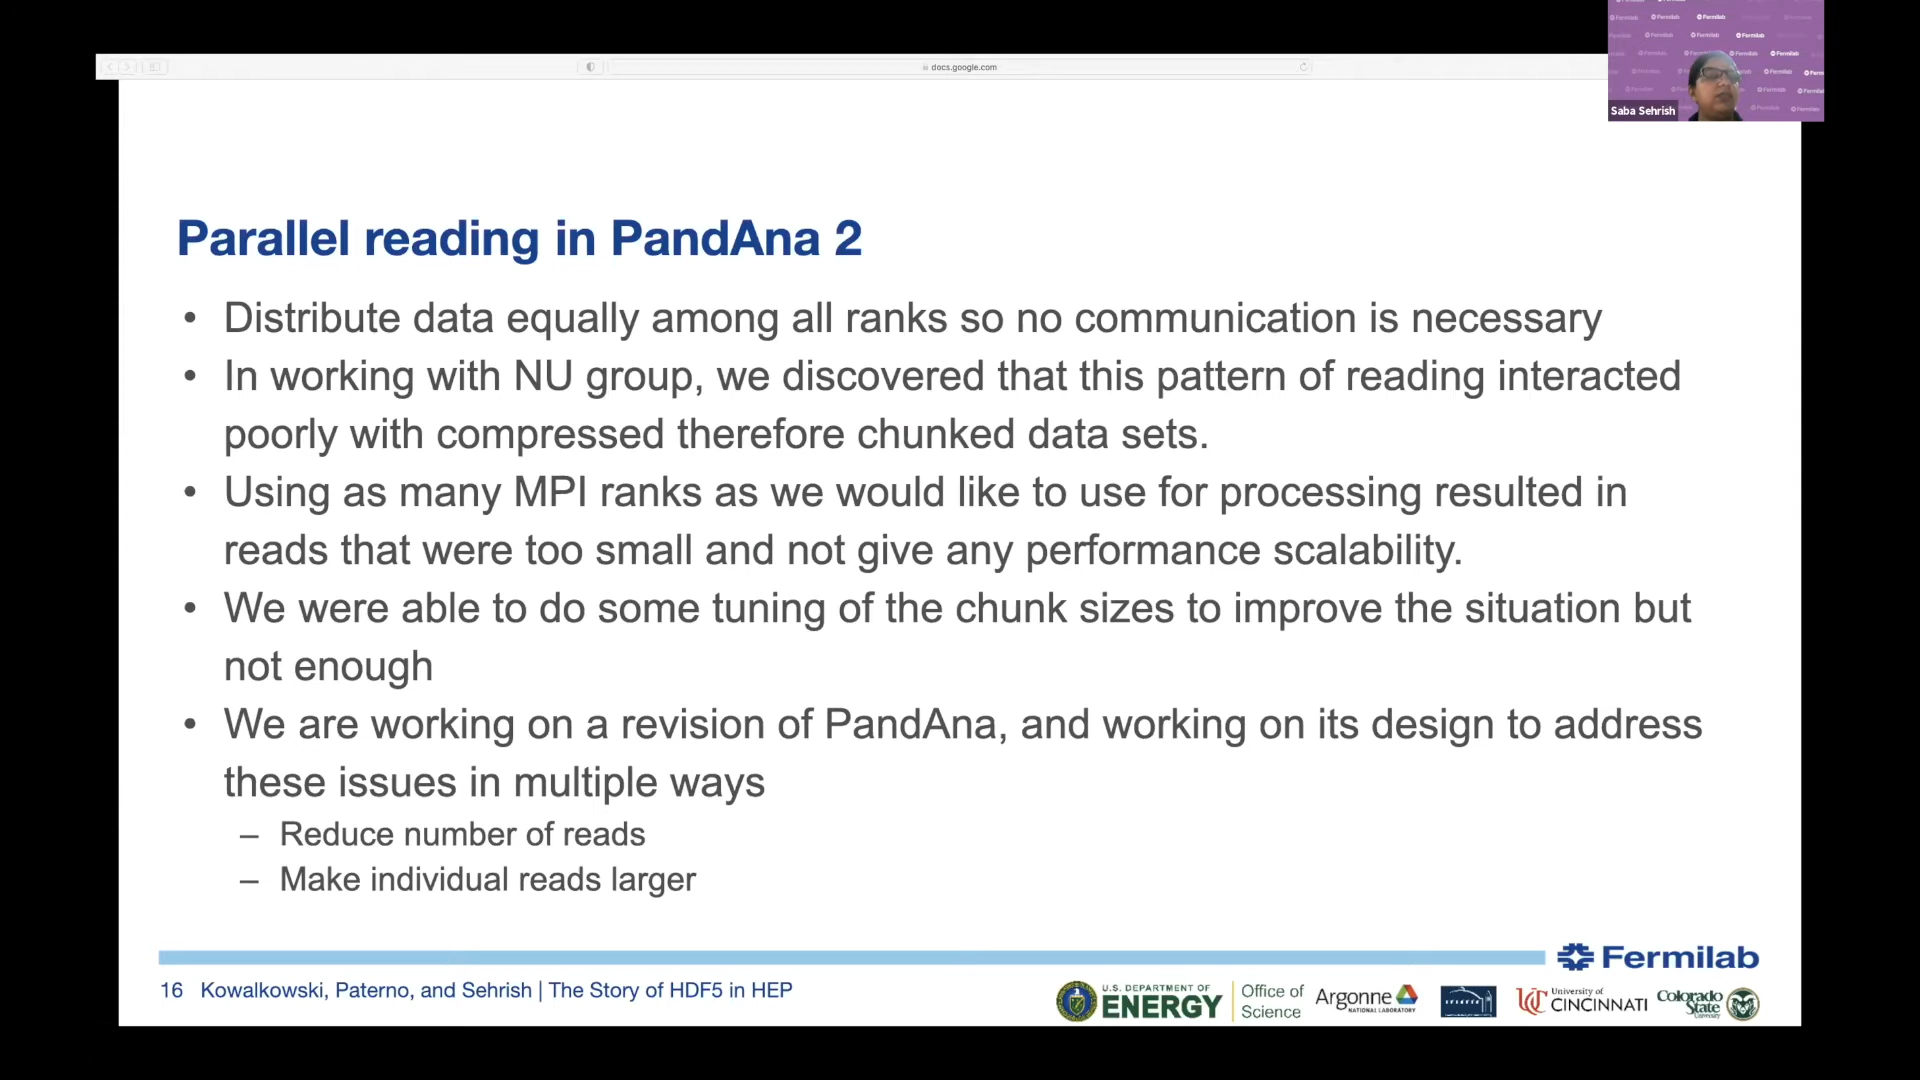 docs.google.com
Saba Sehrish
Parallel reading in PandAna 2
• Distribute data equally among all ranks so no communication is necessary
• In working with NU group, we discovered that this pattern of reading interacted
poorly with compressed therefore chunked data sets.
• Using as many MPI ranks as we would like to use for processing resulted in
reads that were too small and not give any performance scalability.
• We were able to do some tuning of the chunk sizes to improve the situation but
not enough
• We are working on a revision of PandAna, and working on its design to address
these issues in multiple ways
– Reduce number of reads
– Make individual reads larger
Fermilab
16 Kowalkowski, Paterno, and Sehrish | The Story of HDF5 in HEP
U.S. DEPARTMENT OF
ENERGY
Office of
Science
Argonne
NATIONAL LABORATORY
University of
CINCINNATI
Colorado
State
University